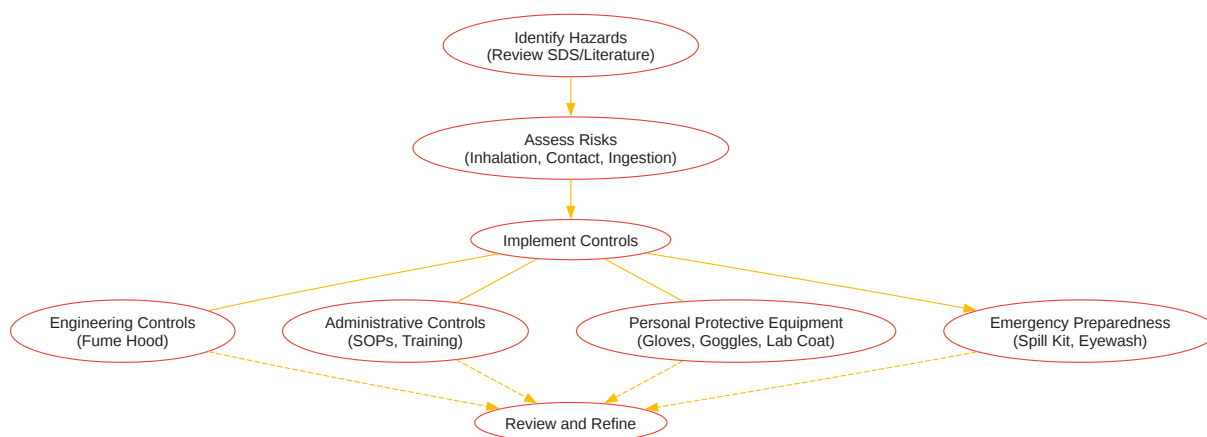 Identify Hazards
(Review SDS/Literature)
Assess Risks
(Inhalation, Contact, Ingestion)
Implement Controls
Engineering Controls
(Fume Hood)
Administrative Controls
(SOPs, Training)
Personal Protective Equipment
(Gloves, Goggles, Lab Coat)
Emergency Preparedness
(Spill Kit, Eyewash)
Review and Refine